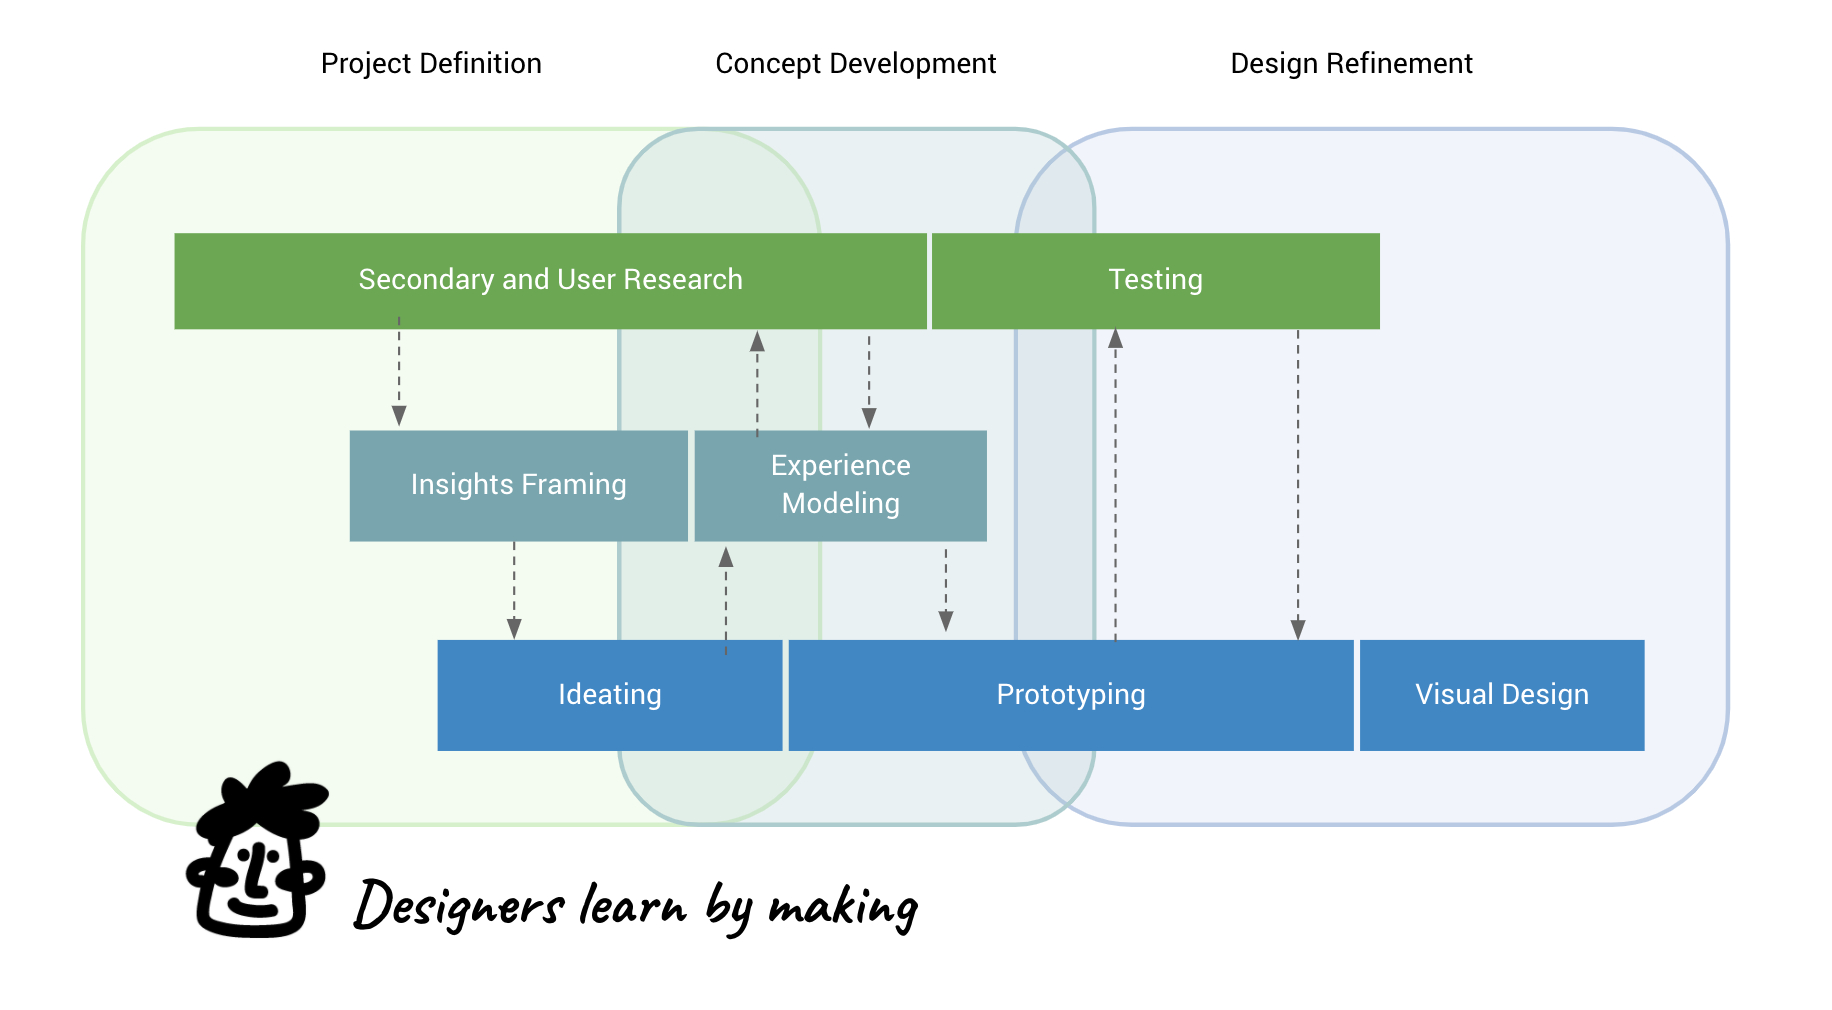 Project Definition
Concept Development
Design Refinement
Secondary and User Research
Testing
Insights Framing
Experience
Modeling
Ideating
Prototyping
Visual Design
Designers learn by making